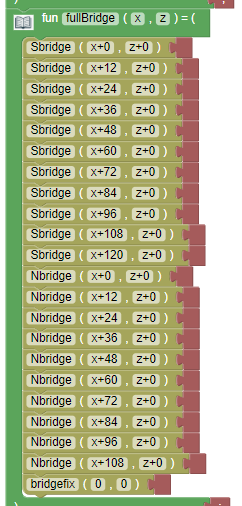 fun fullBridge ( x , z ) = (
Sbridge ( x+0 , z+0 )
Sbridge ( x+12 , z+0 )
Sbridge ( x+24 , z+0 )
Sbridge ( x+36 , z+0 )
Sbridge ( x+48 , z+0 )
Sbridge ( x+60 , z+0 )
Sbridge ( x+72 , z+0 )
Sbridge ( x+84 , z+0 )
Sbridge ( x+96 , z+0 )
Sbridge ( x+108 , z+0 )
Sbridge ( x+120 , z+0 )
Nbridge ( x+0 , z+0 )
Nbridge ( x+12 , z+0 )
Nbridge ( x+24 , z+0 )
Nbridge ( x+36 , z+0 )
Nbridge ( x+48 , z+0 )
Nbridge ( x+60 , z+0 )
Nbridge ( x+72 , z+0 )
Nbridge ( x+84 , z+0 )
Nbridge ( x+96 , z+0 )
Nbridge ( x+108 , z+0 )
bridgefix ( 0 , 0 )